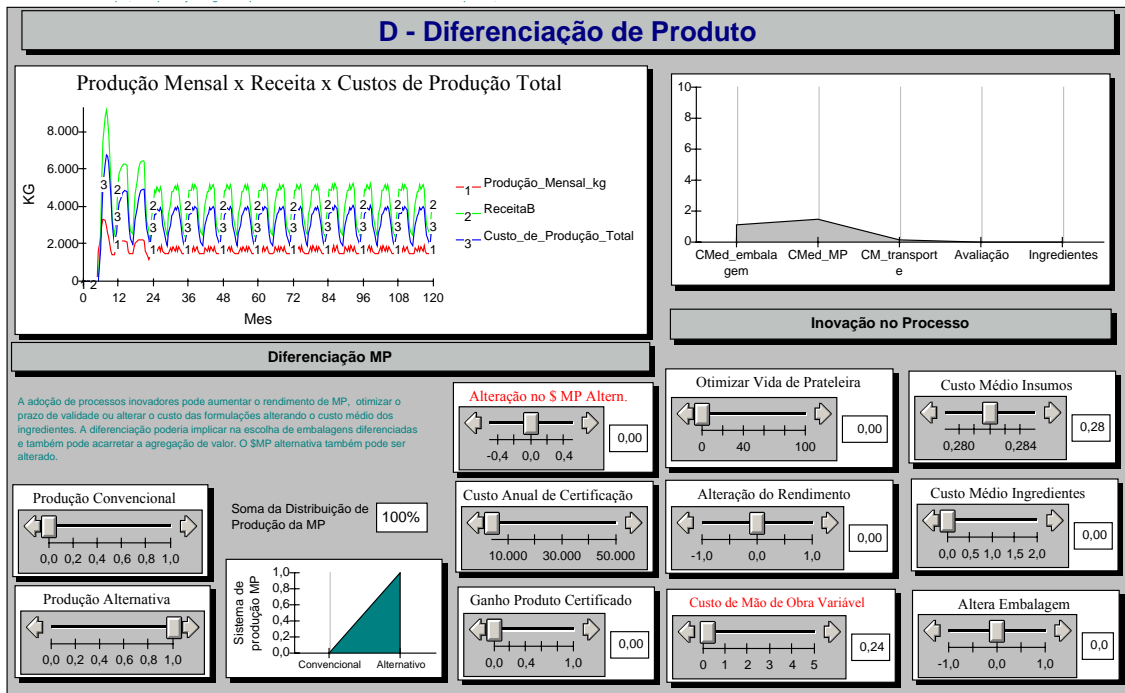 D - Diferenciação de Produto
Produção Mensal x Receita x Custos de Produção Total
KG
8.000
6.000
4.000
2.000
0
0 12 24 36 48 60 72 84 96 108 120
Mes
1 Produção_Mensal_kg
2 ReceitaB
3 Custo_de_Produção_Total
10
8
6
4
2
0
CMed_embala
gem
CMed_MP
CM_transport
e
Avaliação
Ingredientes
Diferenciação MP
Inovação no Processo
A adoção de processos inovadores pode aumentar o rendimento de MP, otimizar o
prazo de validade ou alterar o custo das formulações alterando o custo médio dos
ingredientes. A diferenciação poderia implicar na escolha de embalagens diferenciadas
e também pode acarretar a agregação de valor. O $MP alternativa também pode ser
alterado.
Alteração no $ MP Altern.
-0,4 0,0 0,4
0,00
Otimizar Vida de Prateleira
0 40 100
0,00
Custo Médio Insumos
0,280 0,284
0,28
Produção Convencional
0,0 0,2 0,4 0,6 0,8 1,0
Soma da Distribuição de
Produção da MP
100%
Custo Anual de Certificação
10.000 30.000 50.000
Alteração do Rendimento
-1,0 0,0 1,0
0,00
Custo Médio Ingredientes
0,0 0,5 1,0 1,5 2,0
0,00
Produção Alternativa
0,0 0,2 0,4 0,6 0,8 1,0
Sistema de
produção MP
1,0
0,8
0,6
0,4
0,2
0,0
Convencional Alternativo
Ganho Produto Certificado
0,0 0,4 1,0
0,00
Custo de Mão de Obra Variável
0 1 2 3 4 5
0,24
Altera Embalagem
-1,0 0,0 1,0
0,0